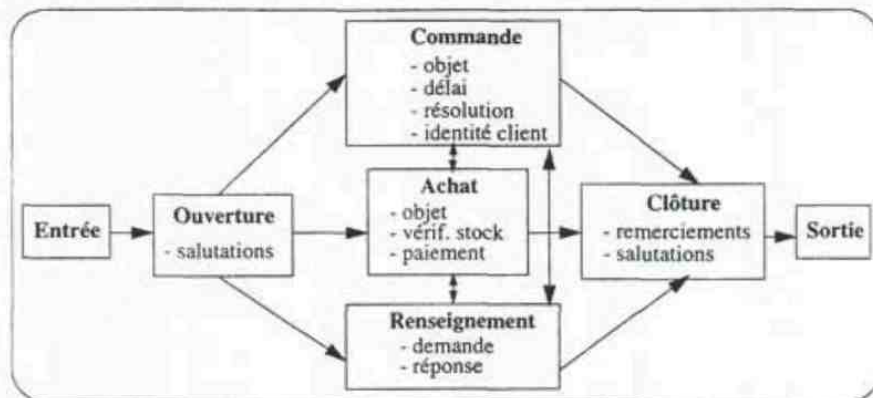 Commande
- objet
- délai
- résolution
- identité client
Entrée
Ouverture
- salutations
Achat
- objet
- vérif. stock
- paiement
Clôture
- remerciements
- salutations
Sortie
Renseignement
- demande
- réponse